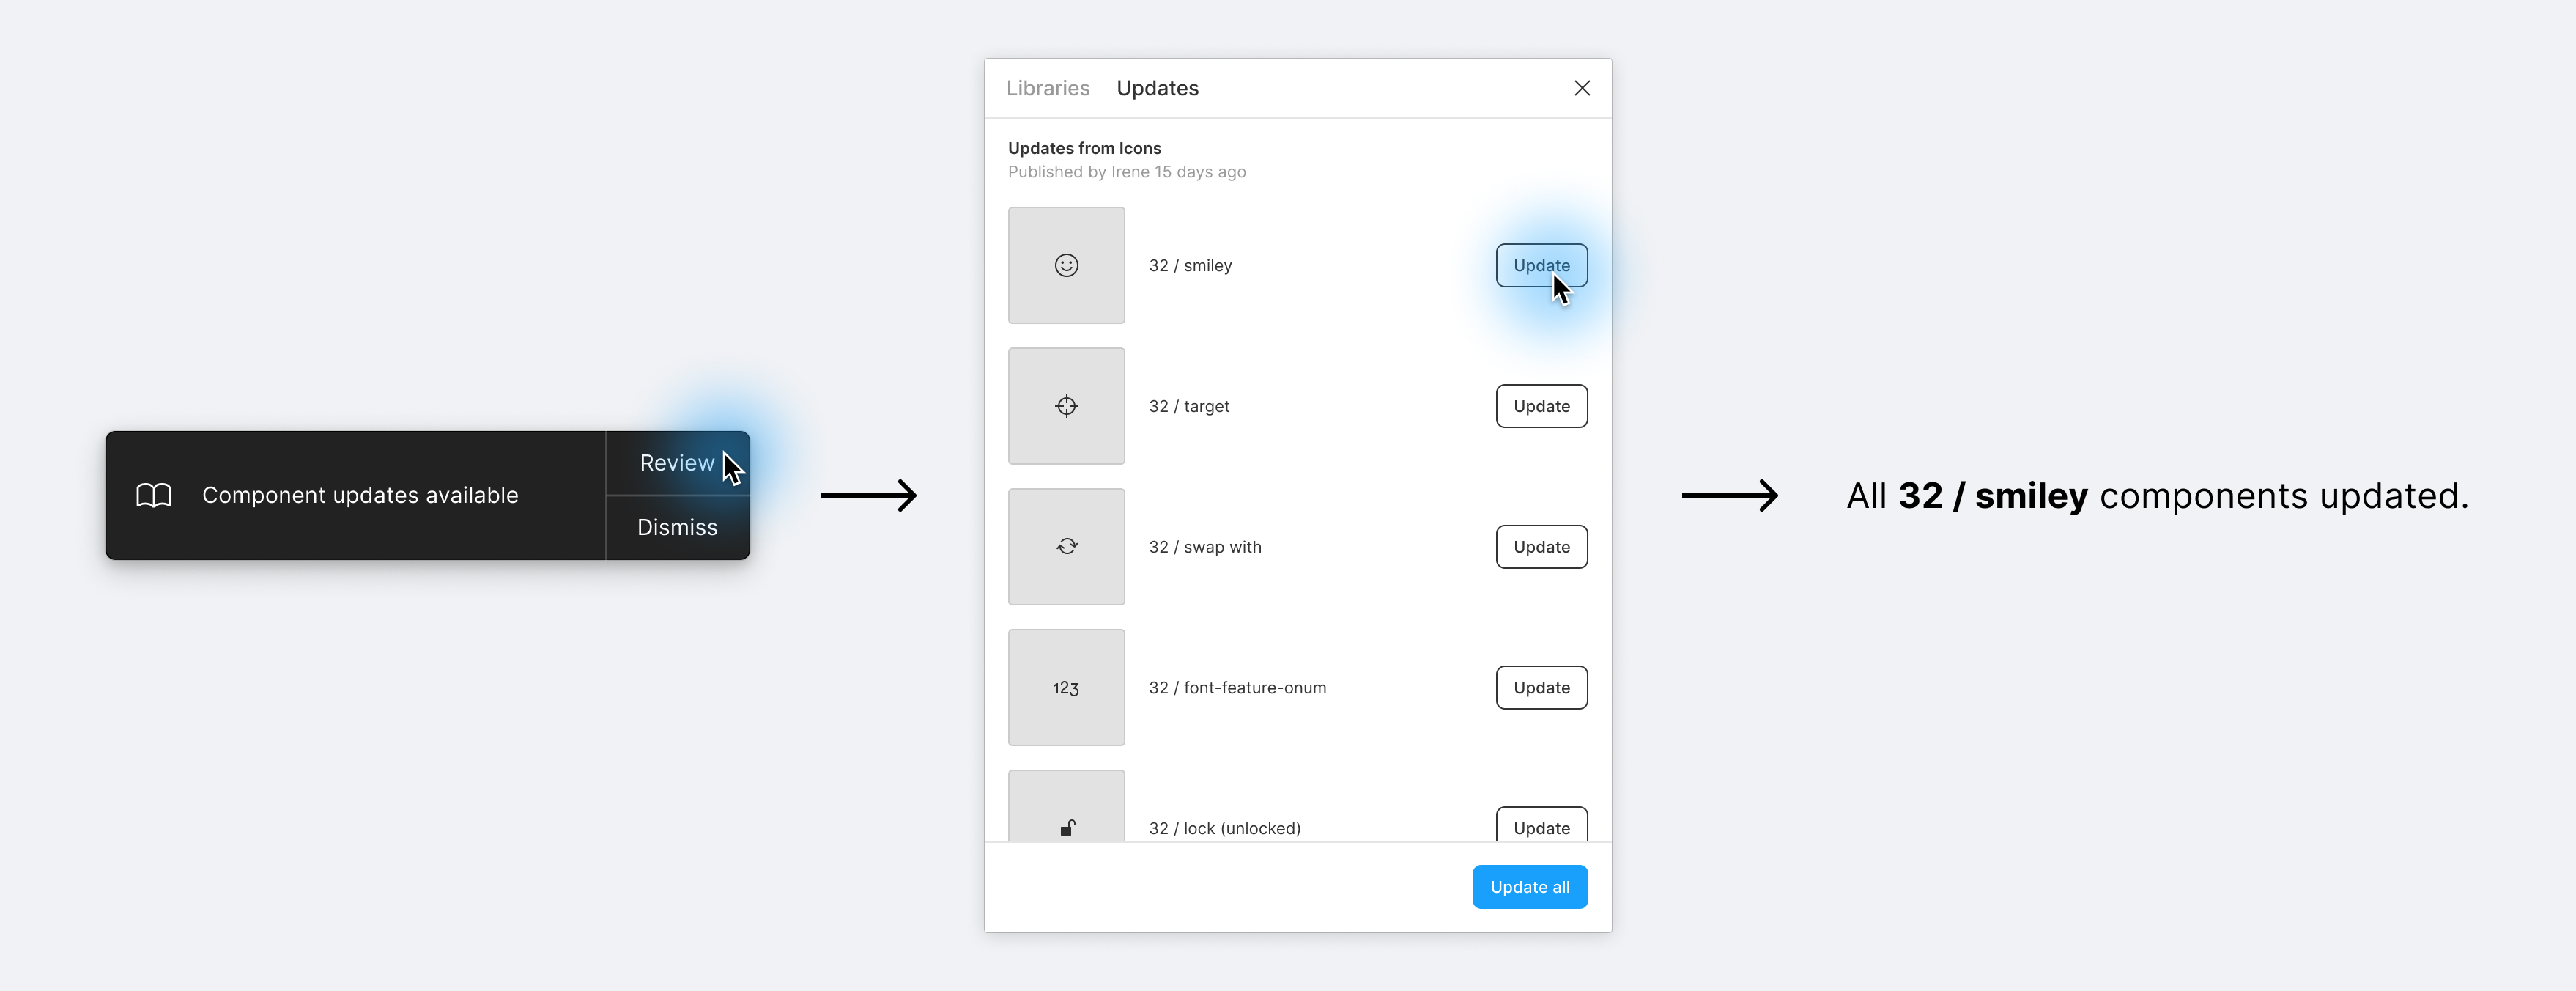 Component updates available
Review
Dismiss
Libraries Updates
Updates from Icons
Published by Irene 15 days ago
32 / smiley
Update
32 / target
Update
32 / swap with
Update
123
32 / font-feature-onum
Update
32 / lock (unlocked)
Update
Update all
All 32 / smiley components updated.